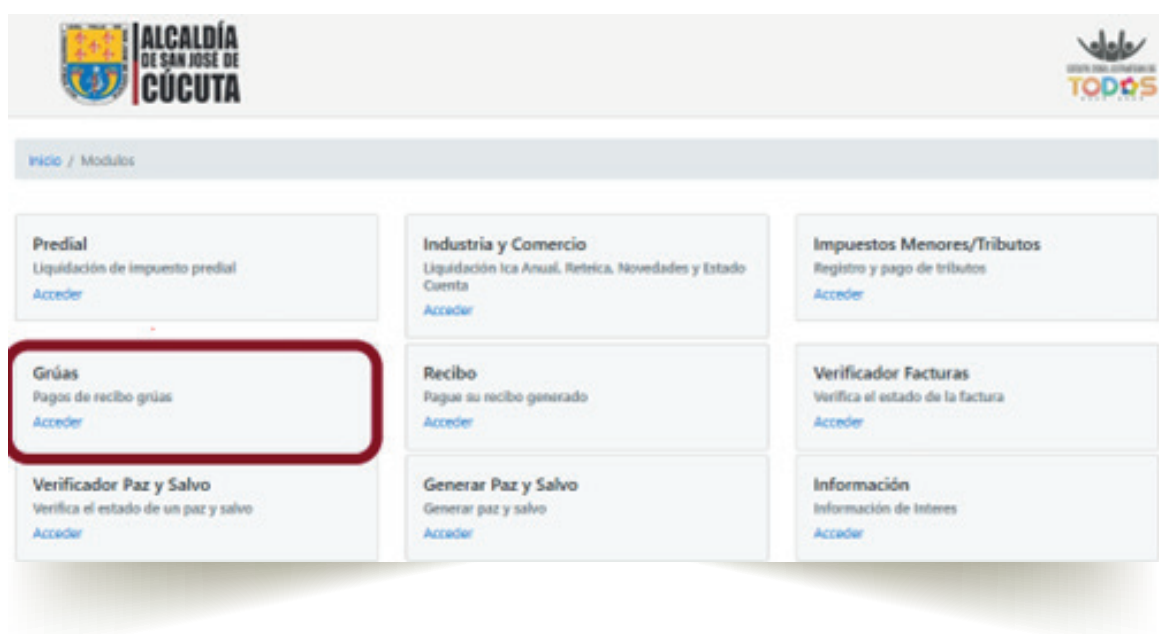 ALCALDÍA
DE SAN JOSÉ DE
CÚCUTA
TODOS
Inicio / Modulos
Predial
Liquidación de impuesto predial
Acceder
Industria y Comercio
Liquidación Ica Anual, Reteica, Novedades y Estado
Cuenta
Acceder
Impuestos Menores/Tributos
Registro y pago de tributos
Acceder
Grúas
Pagos de recibo grúas
Acceder
Recibo
Pague su recibo generado
Acceder
Verificador Facturas
Verifica el estado de la factura
Acceder
Verificador Paz y Salvo
Verifica el estado de un paz y salvo
Acceder
Generar Paz y Salvo
Generar paz y salvo
Acceder
Información
Información de Interes
Acceder